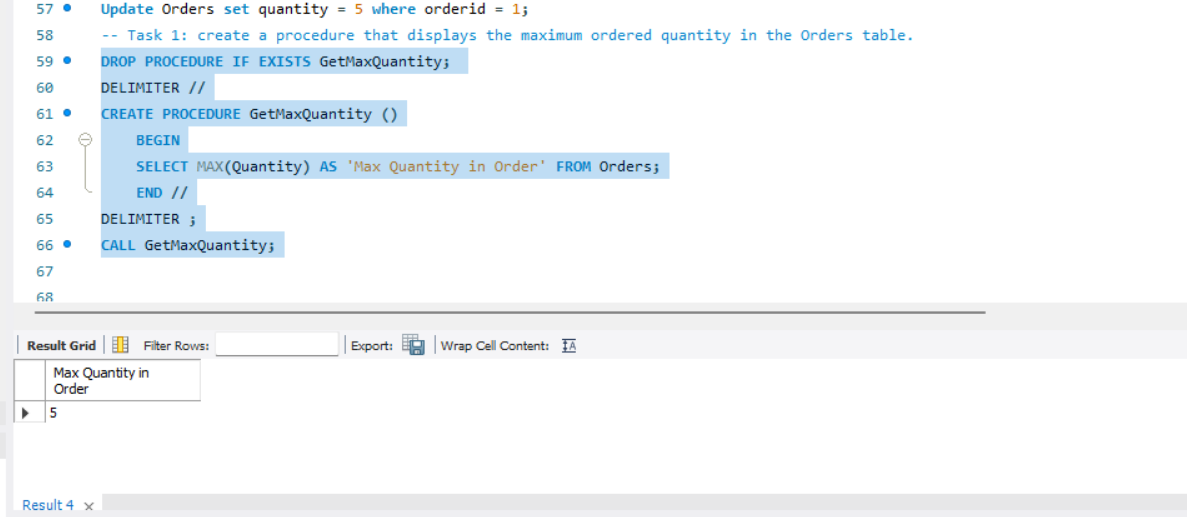 57 Update Orders set quantity = 5 where orderid = 1;
58 -- Task 1: create a procedure that displays the maximum ordered quantity in the Orders table.
59 DROP PROCEDURE IF EXISTS GetMaxQuantity;
60 DELIMITER //
61 CREATE PROCEDURE GetMaxQuantity ()
62 BEGIN
63 SELECT MAX(Quantity) AS 'Max Quantity in Order' FROM Orders;
64 END //
65 DELIMITER ;
66 CALL GetMaxQuantity;
67
68
Result Grid Filter Rows: Export: Wrap Cell Content: IA
Max Quantity in
Order
5
Result 4 ×